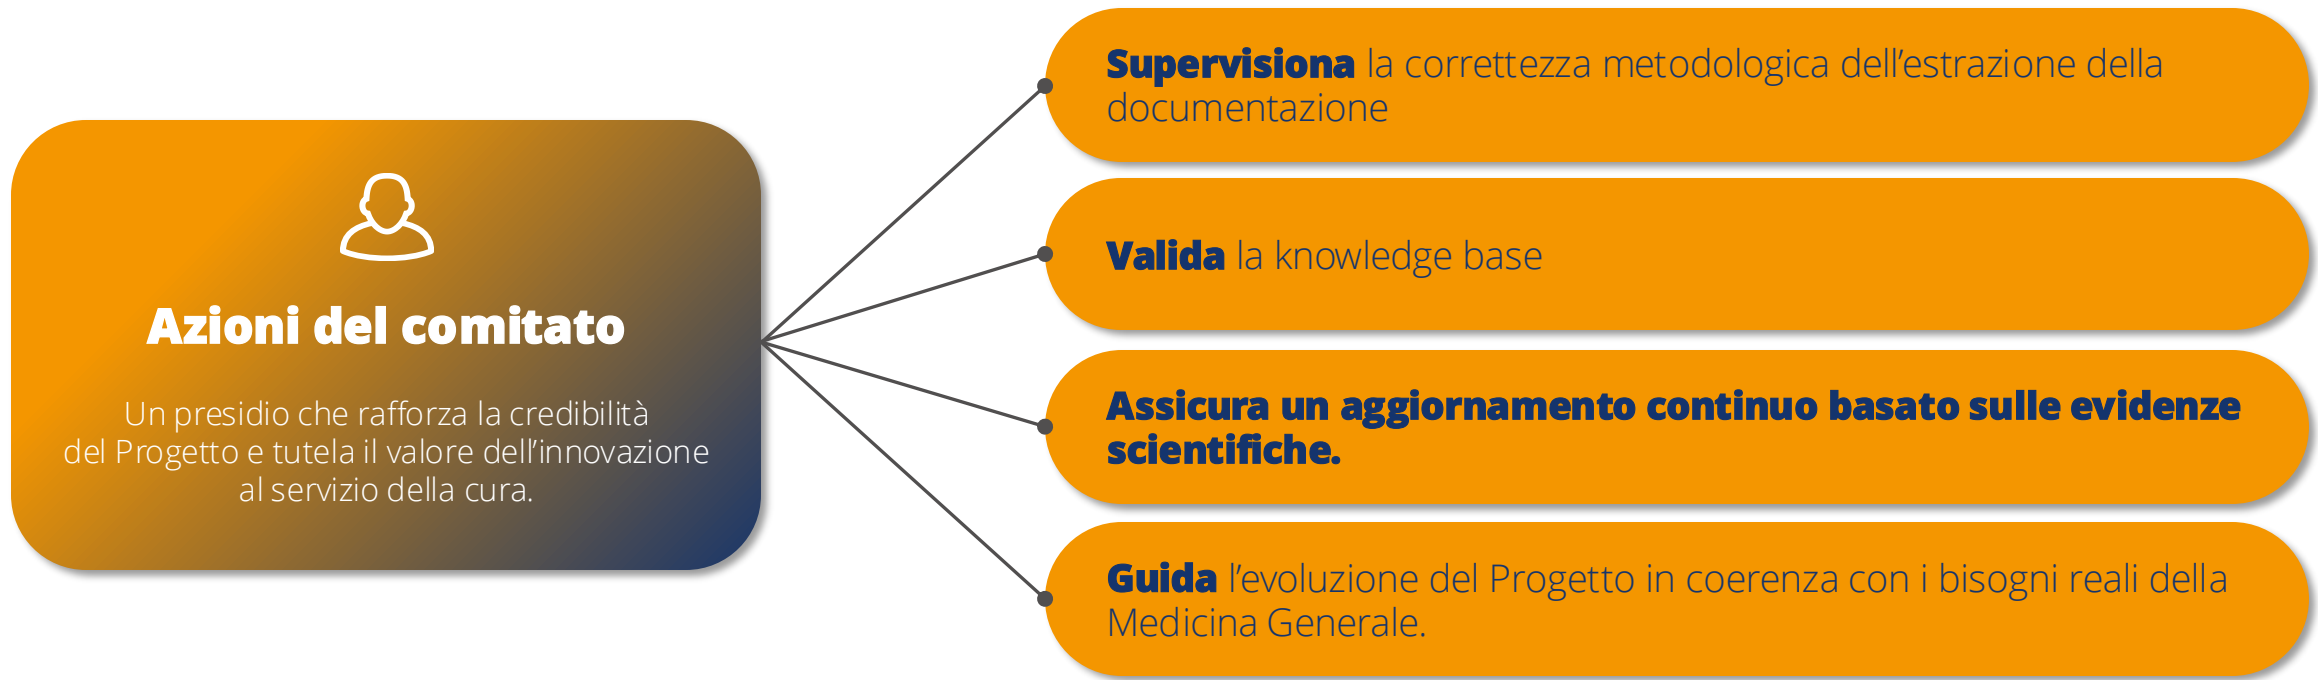 Azioni del comitato
Un presidio che rafforza la credibilità
del Progetto e tutela il valore dell’innovazione
al servizio della cura.
Supervisiona la correttezza metodologica dell’estrazione della
documentazione
Valida la knowledge base
Assicura un aggiornamento continuo basato sulle evidenze
scientifiche.
Guida l’evoluzione del Progetto in coerenza con i bisogni reali della
Medicina Generale.